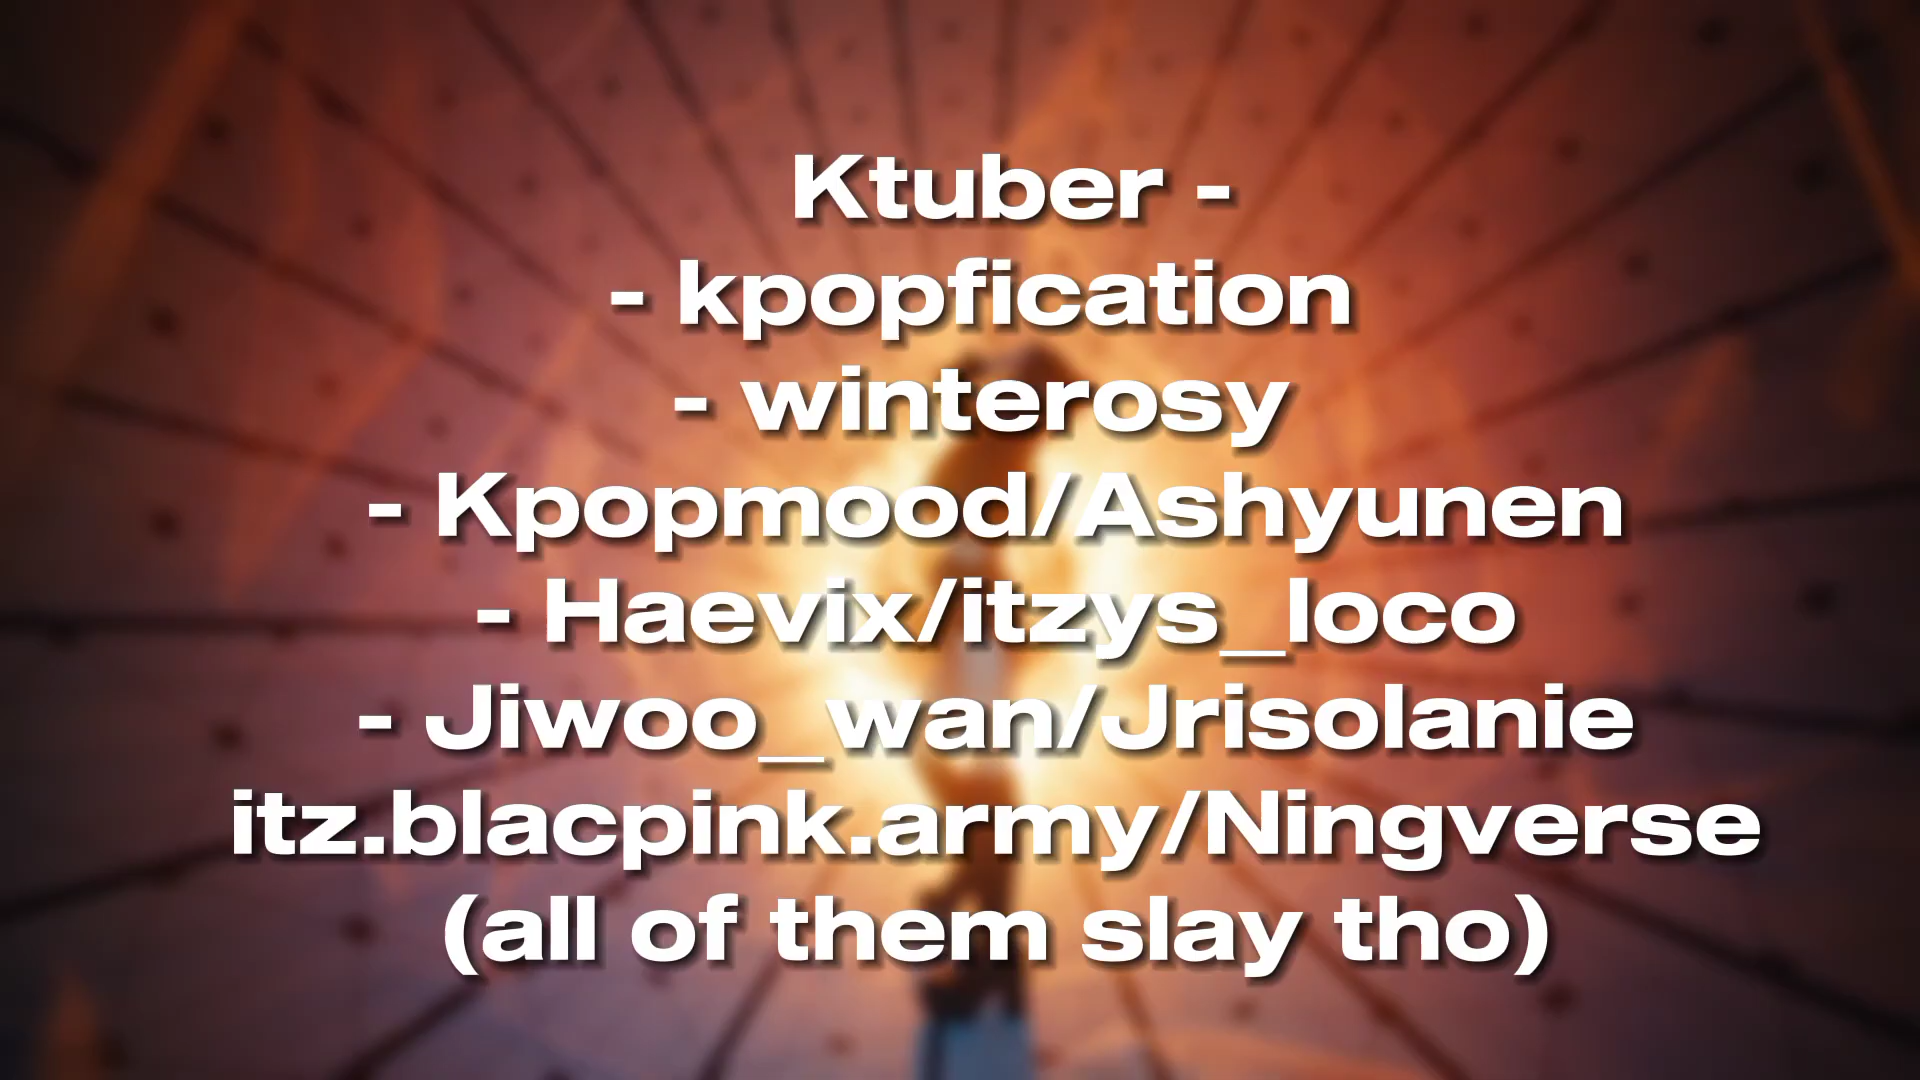 Ktuber -
- kpopfication
- winterosy
- Kpopmood/Ashyunen
- Haevix/itzys_loco
- Jiwoo_wan/Jrisolanie
itz.blacpink.army/Ningverse
(all of them slay tho)